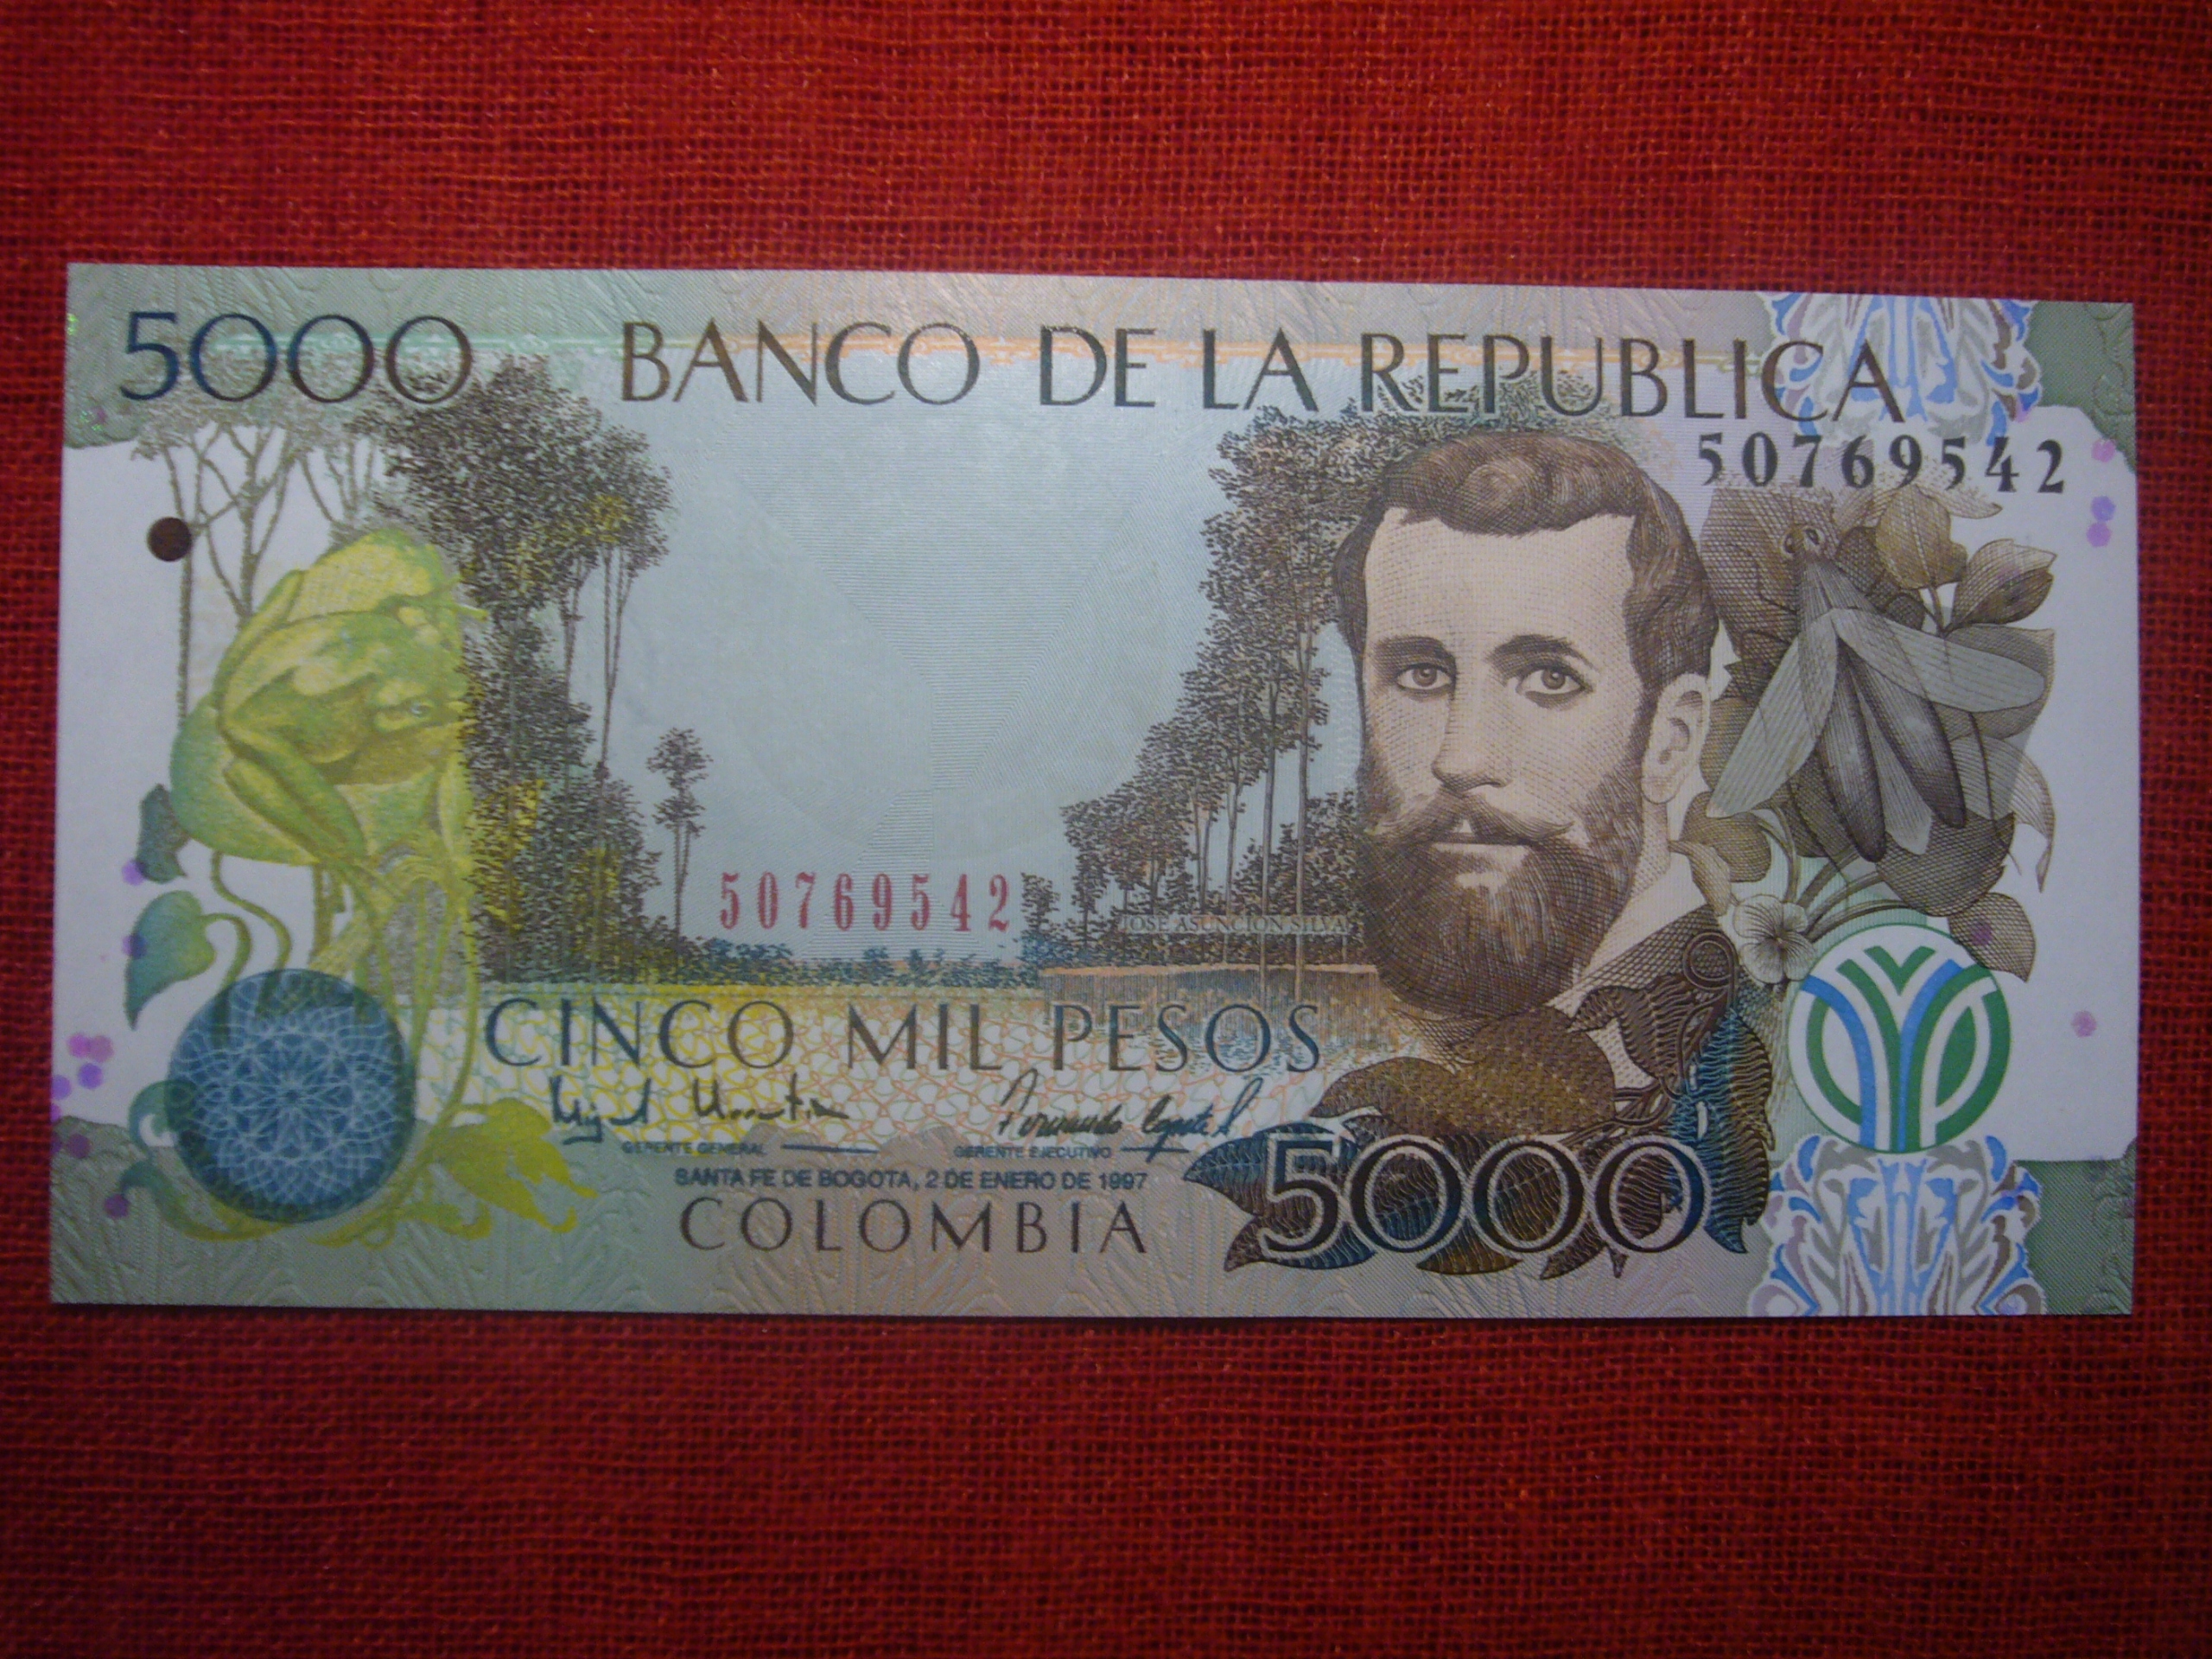 5000 BANCO DE LA REPUBLICA
50769542
50769542
JOSE ASUNCION SILVA
CINCO MIL PESOS
GERENTE GENERAL GERENTE EJECUTIVO
SANTA FE DE BOGOTA, 2 DE ENERO DE 1997
COLOMBIA
5000